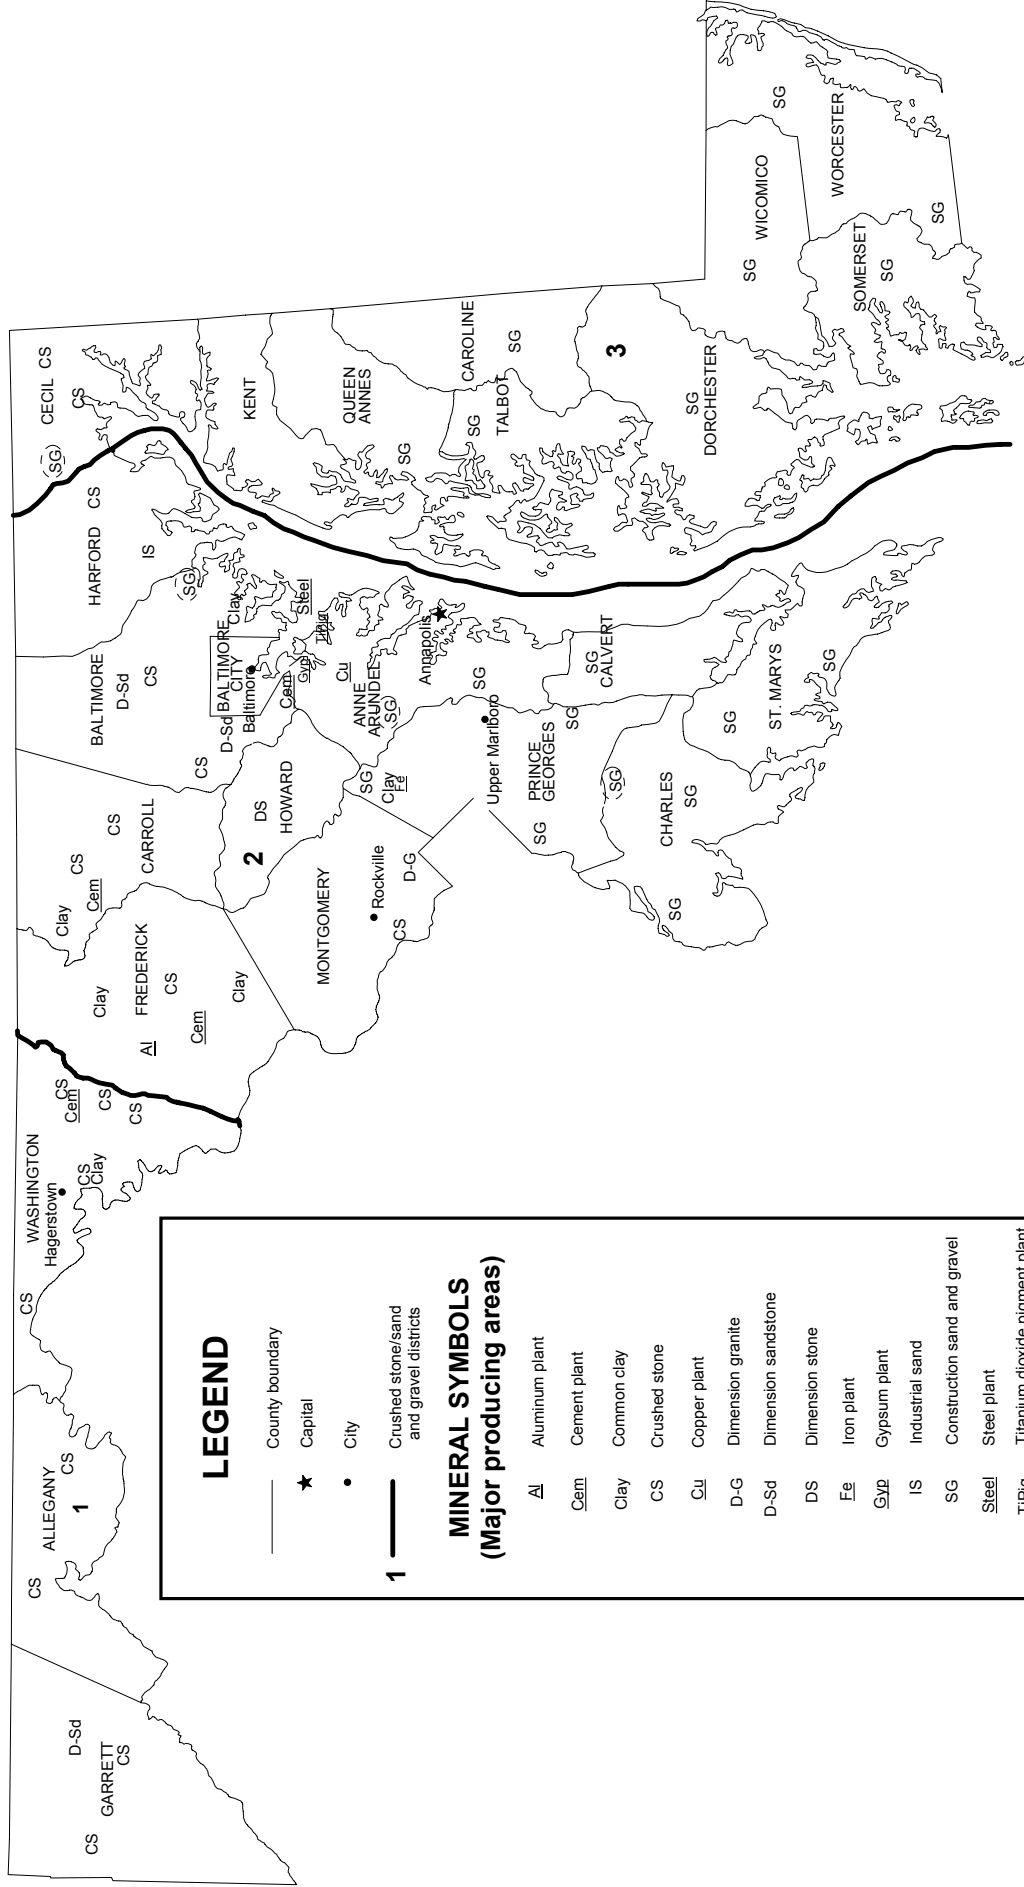 GARRETT
D-Sd
CS
CS
ALLEGANY
1
CS
CS
WASHINGTON
Hagerstown
CS
CS
Clay
CS
Cem
CS
CS
FREDERICK
Clay
Al
CS
Cem
Clay
CARROLL
Clay
CS
Cem
CS
BALTIMORE
D-Sd
CS
CS
D-Sd
BALTIMORE
CITY
Baltimore
Clay
Cem
Gyp
TiPig
Steel
HARFORD
CS
IS
SG
CECIL
CS
CS
SG
2
DS
HOWARD
MONTGOMERY
Rockville
CS
D-G
ANNE
ARUNDEL
Cu
SG
Annapolis
SG
SG
Clay
Fe
Upper Marlboro
PRINCE
GEORGES
SG
SG
SG
CHARLES
SG
SG
SG
CALVERT
ST. MARYS
SG
SG
KENT
QUEEN
ANNES
SG
CAROLINE
SG
SG
TALBOT
3
SG
DORCHESTER
WICOMICO
SG
SG
WORCESTER
SG
SOMERSET
SG
LEGEND
County boundary
Capital
City
1 Crushed stone/sand
and gravel districts
MINERAL SYMBOLS
(Major producing areas)
Al Aluminum plant
Cem Cement plant
Clay Common clay
CS Crushed stone
Cu Copper plant
D-G Dimension granite
D-Sd Dimension sandstone
DS Dimension stone
Fe Iron plant
Gyp Gypsum plant
IS Industrial sand
SG Construction sand and gravel
Steel Steel plant
TiPig Titanium dioxide pigment plant